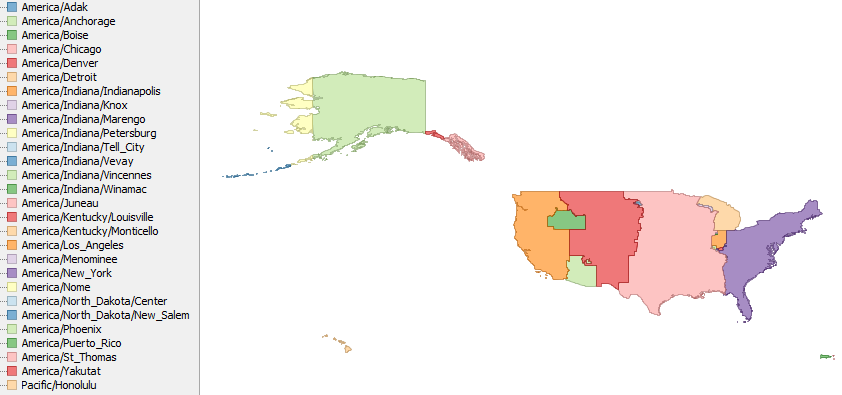 America/Adak
America/Anchorage
America/Boise
America/Chicago
America/Denver
America/Detroit
America/Indiana/Indianapolis
America/Indiana/Knox
America/Indiana/Marengo
America/Indiana/Petersburg
America/Indiana/Tell_City
America/Indiana/Vevay
America/Indiana/Vincennes
America/Indiana/Winamac
America/Juneau
America/Kentucky/Louisville
America/Kentucky/Monticello
America/Los_Angeles
America/Menominee
America/New_York
America/Nome
America/North_Dakota/Center
America/North_Dakota/New_Salem
America/Phoenix
America/Puerto_Rico
America/St_Thomas
America/Yakutat
Pacific/Honolulu